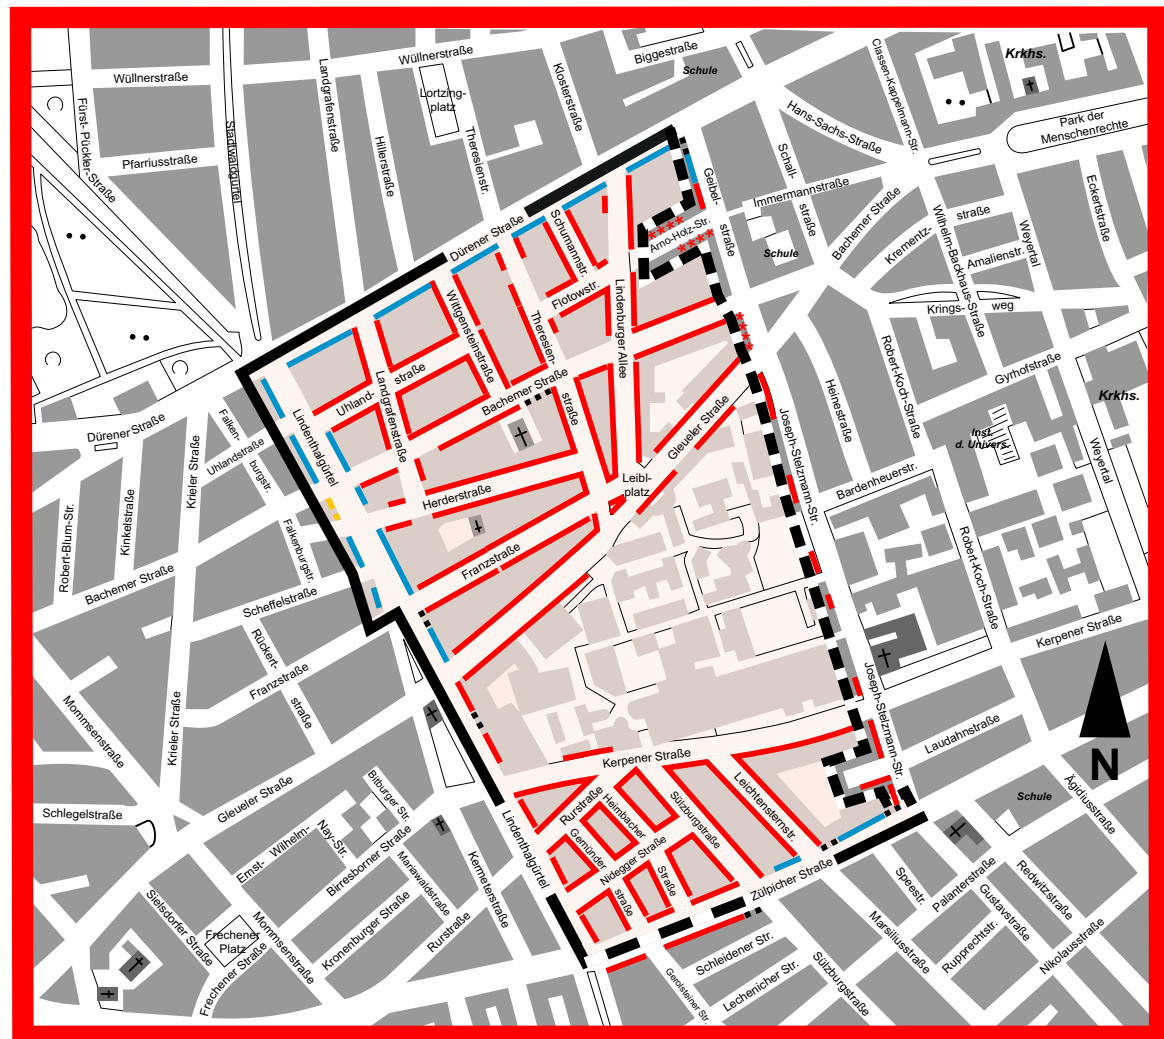 Wüllnerstraße
Wüllnerstraße
Biggestraße
Schule
Krkhs.
Classen-Kappelmann-Str.
Landgrafenstraße
Klosterstraße
Lortzing-
platz
Fürst- Pückler-Straße
Stadtwaldgürtel
Hans-Sachs-Straße
Park der
Menschenrechte
Pfarriusstraße
Hillerstraße
Theresienstr.
Schall-
straße
Geibel-
straße
Immermannstraße
Eckertstraße
Bachemer Straße
Wilhelm-Backhaus-Straße
Krementz-
straße
Weyertal
Amalienstr.
Dürener Straße
Schumannstr.
Arno-Holz-Str.
Schule
Flotowstr.
Lindenburger Allee
Wittgensteinstraße
Theresien-
straße
Krings-
weg
Robert-Koch-Straße
Gyrhofstraße
Uhland-
straße
Landgrafenstraße
Bachemer Straße
Heinestraße
Krkhs.
Dürener Straße
Falken-
burgstr.
Uhlandstraße
Krieler Straße
Lindenthalgürtel
Gleueler Straße
Joseph-Stelzmann-Str.
Inst.
d. Univers.
Weyertal
Leibl-
platz
Bardenheuerstr.
Herderstraße
Robert-Blum-Str.
Kinkelstraße
Falkenburgstr.
Franzstraße
Robert-Koch-Straße
Bachemer Straße
Scheffelstraße
Kerpener Straße
Rückert-
straße
Franzstraße
Joseph-Stelzmann-Str.
Mommsenstraße
Krieler Straße
Laudahnstraße
N
Kerpener Straße
Schlegelstraße
Gleueler Straße
Bitburger Str.
Lindenthalgürtel
Rurstraße
Heimbacher
Straße
Sülzburgstraße
Leichtensternstr.
Schule
Ägidiusstraße
Ernst- Wilhelm-
Nay-Str.
Birresborner Straße
Mariawaldstraße
Kermeterstraße
Gemünder
straße
Nidegger Straße
Zülpicher Straße
Speestr.
Palanterstraße
Redwitzstraße
Gustavstraße
Sielsdorfer Straße
Frechener
Platz
Mommsenstraße
Kronenburger Straße
Rurstraße
Schleidener Str.
Marsiliusstraße
Rupprechtstr.
Nikolausstraße
Frechener Straße
Gerolsteiner Str.
Lechenicher Str.
Sülzburgstraße